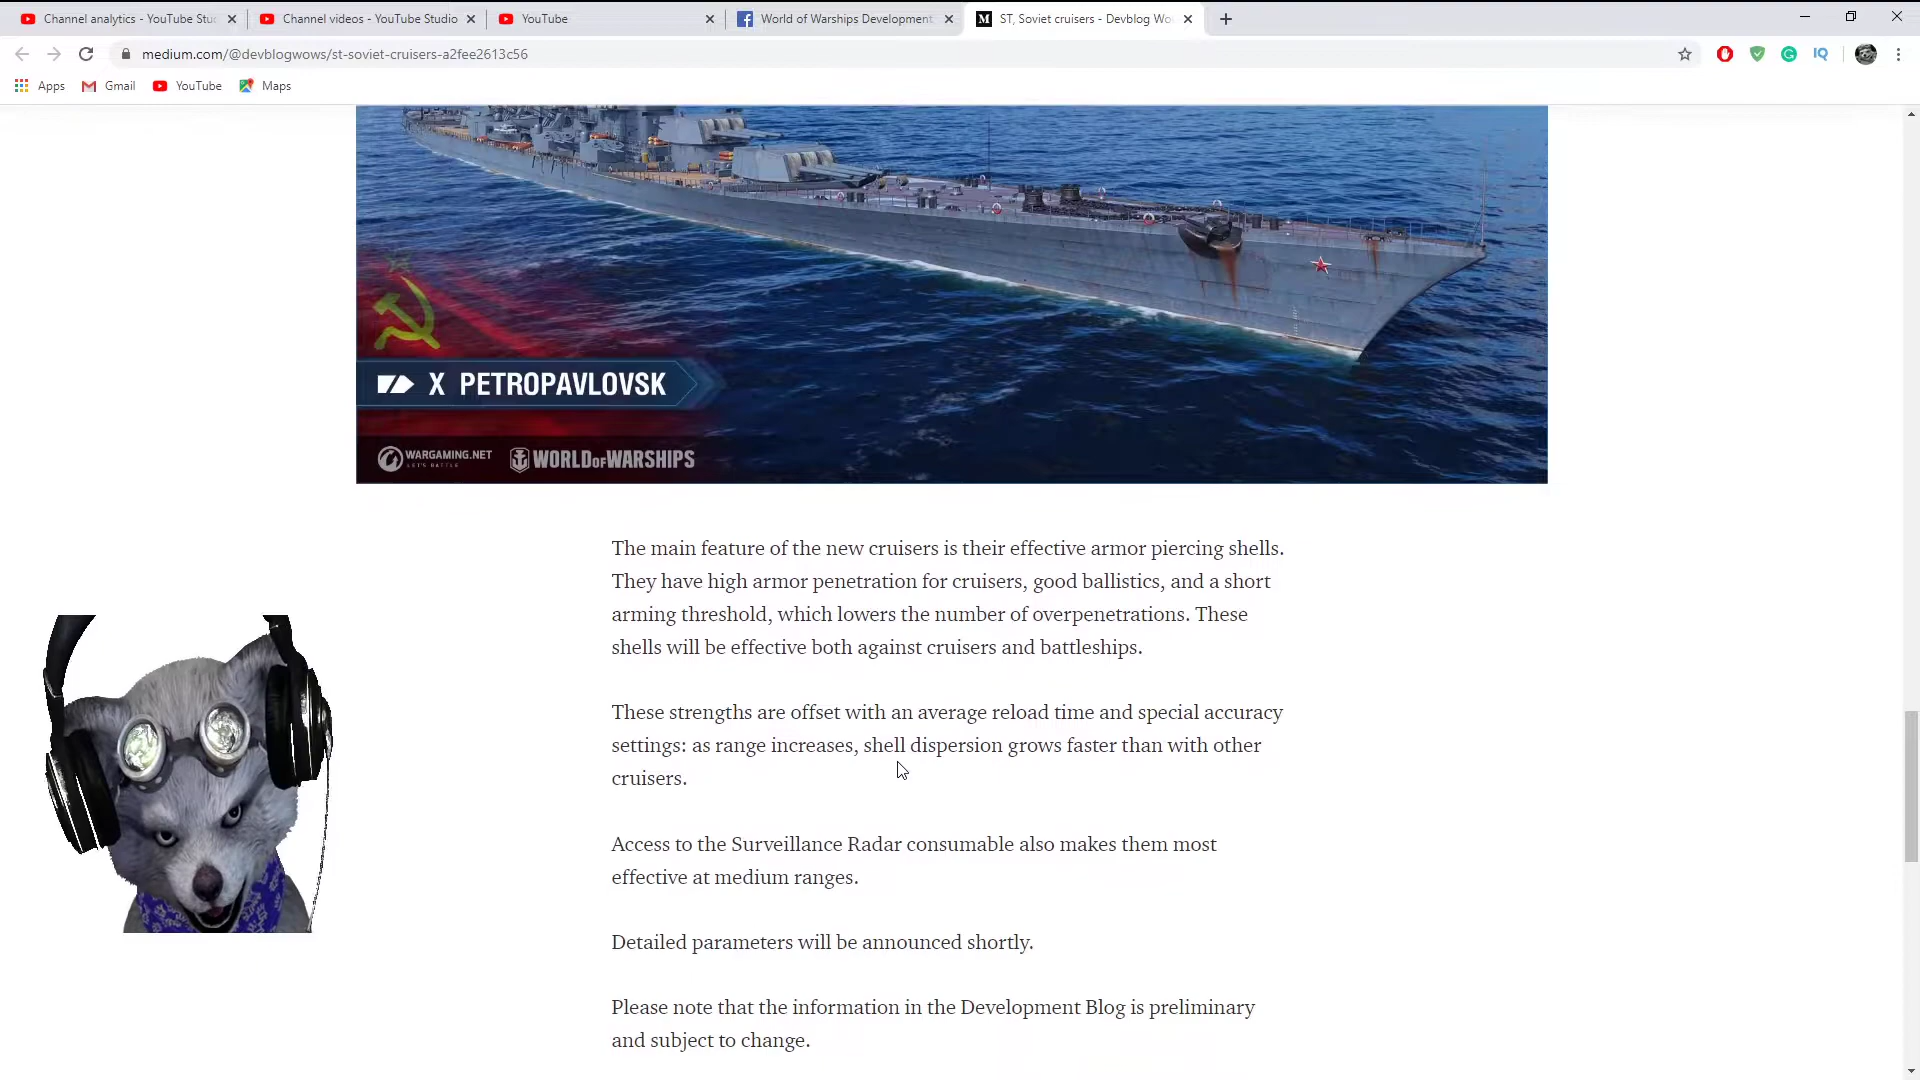 Channel analytics - YouTube Stu
Channel videos - YouTube Studio
YouTube
World of Warships Development
ST, Soviet cruisers - Devblog Wo
medium.com/@devblogwows/st-soviet-cruisers-a2fee2613c56
Apps
Gmail
YouTube
Maps
X PETROPAVLOVSK
WARGAMING.NET
LET'S BATTLE
WORLD OF WARSHIPS
The main feature of the new cruisers is their effective armor piercing shells.
They have high armor penetration for cruisers, good ballistics, and a short
arming threshold, which lowers the number of overpenetrations. These
shells will be effective both against cruisers and battleships.
These strengths are offset with an average reload time and special accuracy
settings: as range increases, shell dispersion grows faster than with other
cruisers.
Access to the Surveillance Radar consumable also makes them most
effective at medium ranges.
Detailed parameters will be announced shortly.
Please note that the information in the Development Blog is preliminary
and subject to change.